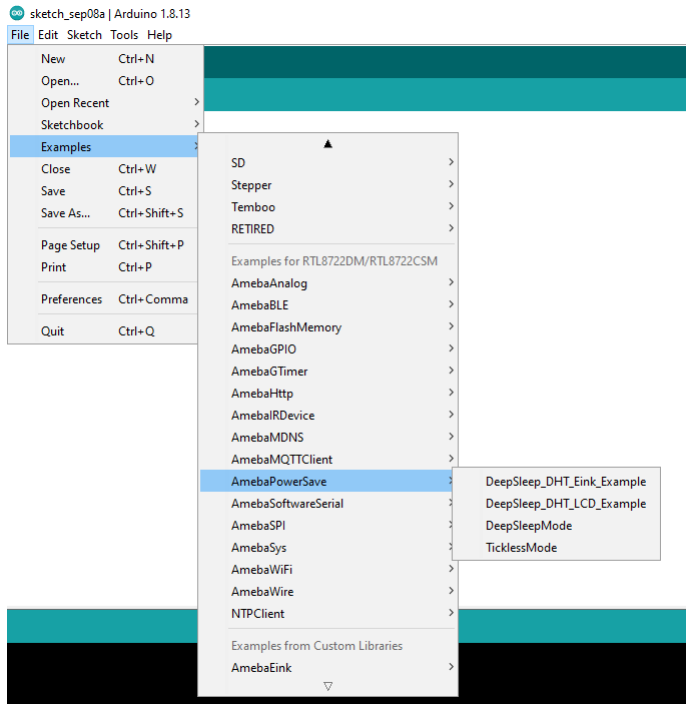 sketch_sep08a | Arduino 1.8.13
File Edit Sketch Tools Help
New Ctrl+N
Open... Ctrl+O
Open Recent
Sketchbook
Examples
Close Ctrl+W
Save Ctrl+S
Save As... Ctrl+Shift+S
Page Setup Ctrl+Shift+P
Print Ctrl+P
Preferences Ctrl+Comma
Quit Ctrl+Q
SD
Stepper
Temboo
RETIRED
Examples for RTL8722DM/RTL8722CSM
AmebaAnalog
AmebaBLE
AmebaFlashMemory
AmebaGPIO
AmebaGTimer
AmebaHttp
AmebaIRDevice
AmebaMDNS
AmebaMQTTClient
AmebaPowerSave
AmebaSoftwareSerial
AmebaSPI
AmebaSys
AmebaWiFi
AmebaWire
NTPClient
Examples from Custom Libraries
AmebaEink
DeepSleep_DHT_Eink_Example
DeepSleep_DHT_LCD_Example
DeepSleepMode
TicklessMode